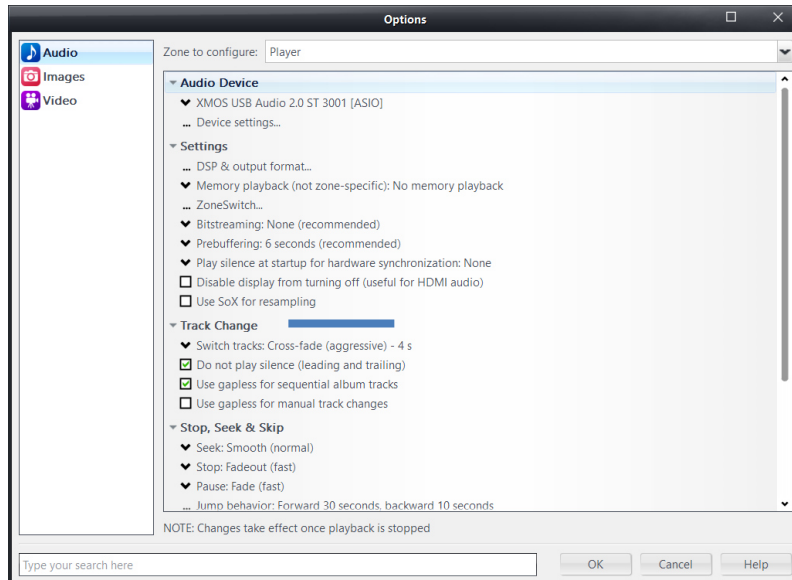 Options
Audio
Images
Video
Zone to configure: Player
Audio Device
XMOS USB Audio 2.0 ST 3001 [ASIO]
... Device settings...
Settings
... DSP & output format...
Memory playback (not zone-specific): No memory playback
... ZoneSwitch...
Bitstreaming: None (recommended)
Prebuffering: 6 seconds (recommended)
Play silence at startup for hardware synchronization: None
Disable display from turning off (useful for HDMI audio)
Use SoX for resampling
Track Change
Switch tracks: Cross-fade (aggressive) - 4 s
Do not play silence (leading and trailing)
Use gapless for sequential album tracks
Use gapless for manual track changes
Stop, Seek & Skip
Seek: Smooth (normal)
Stop: Fadeout (fast)
Pause: Fade (fast)
... Jump behavior: Forward 30 seconds, backward 10 seconds
NOTE: Changes take effect once playback is stopped
Type your search here
OK Cancel Help